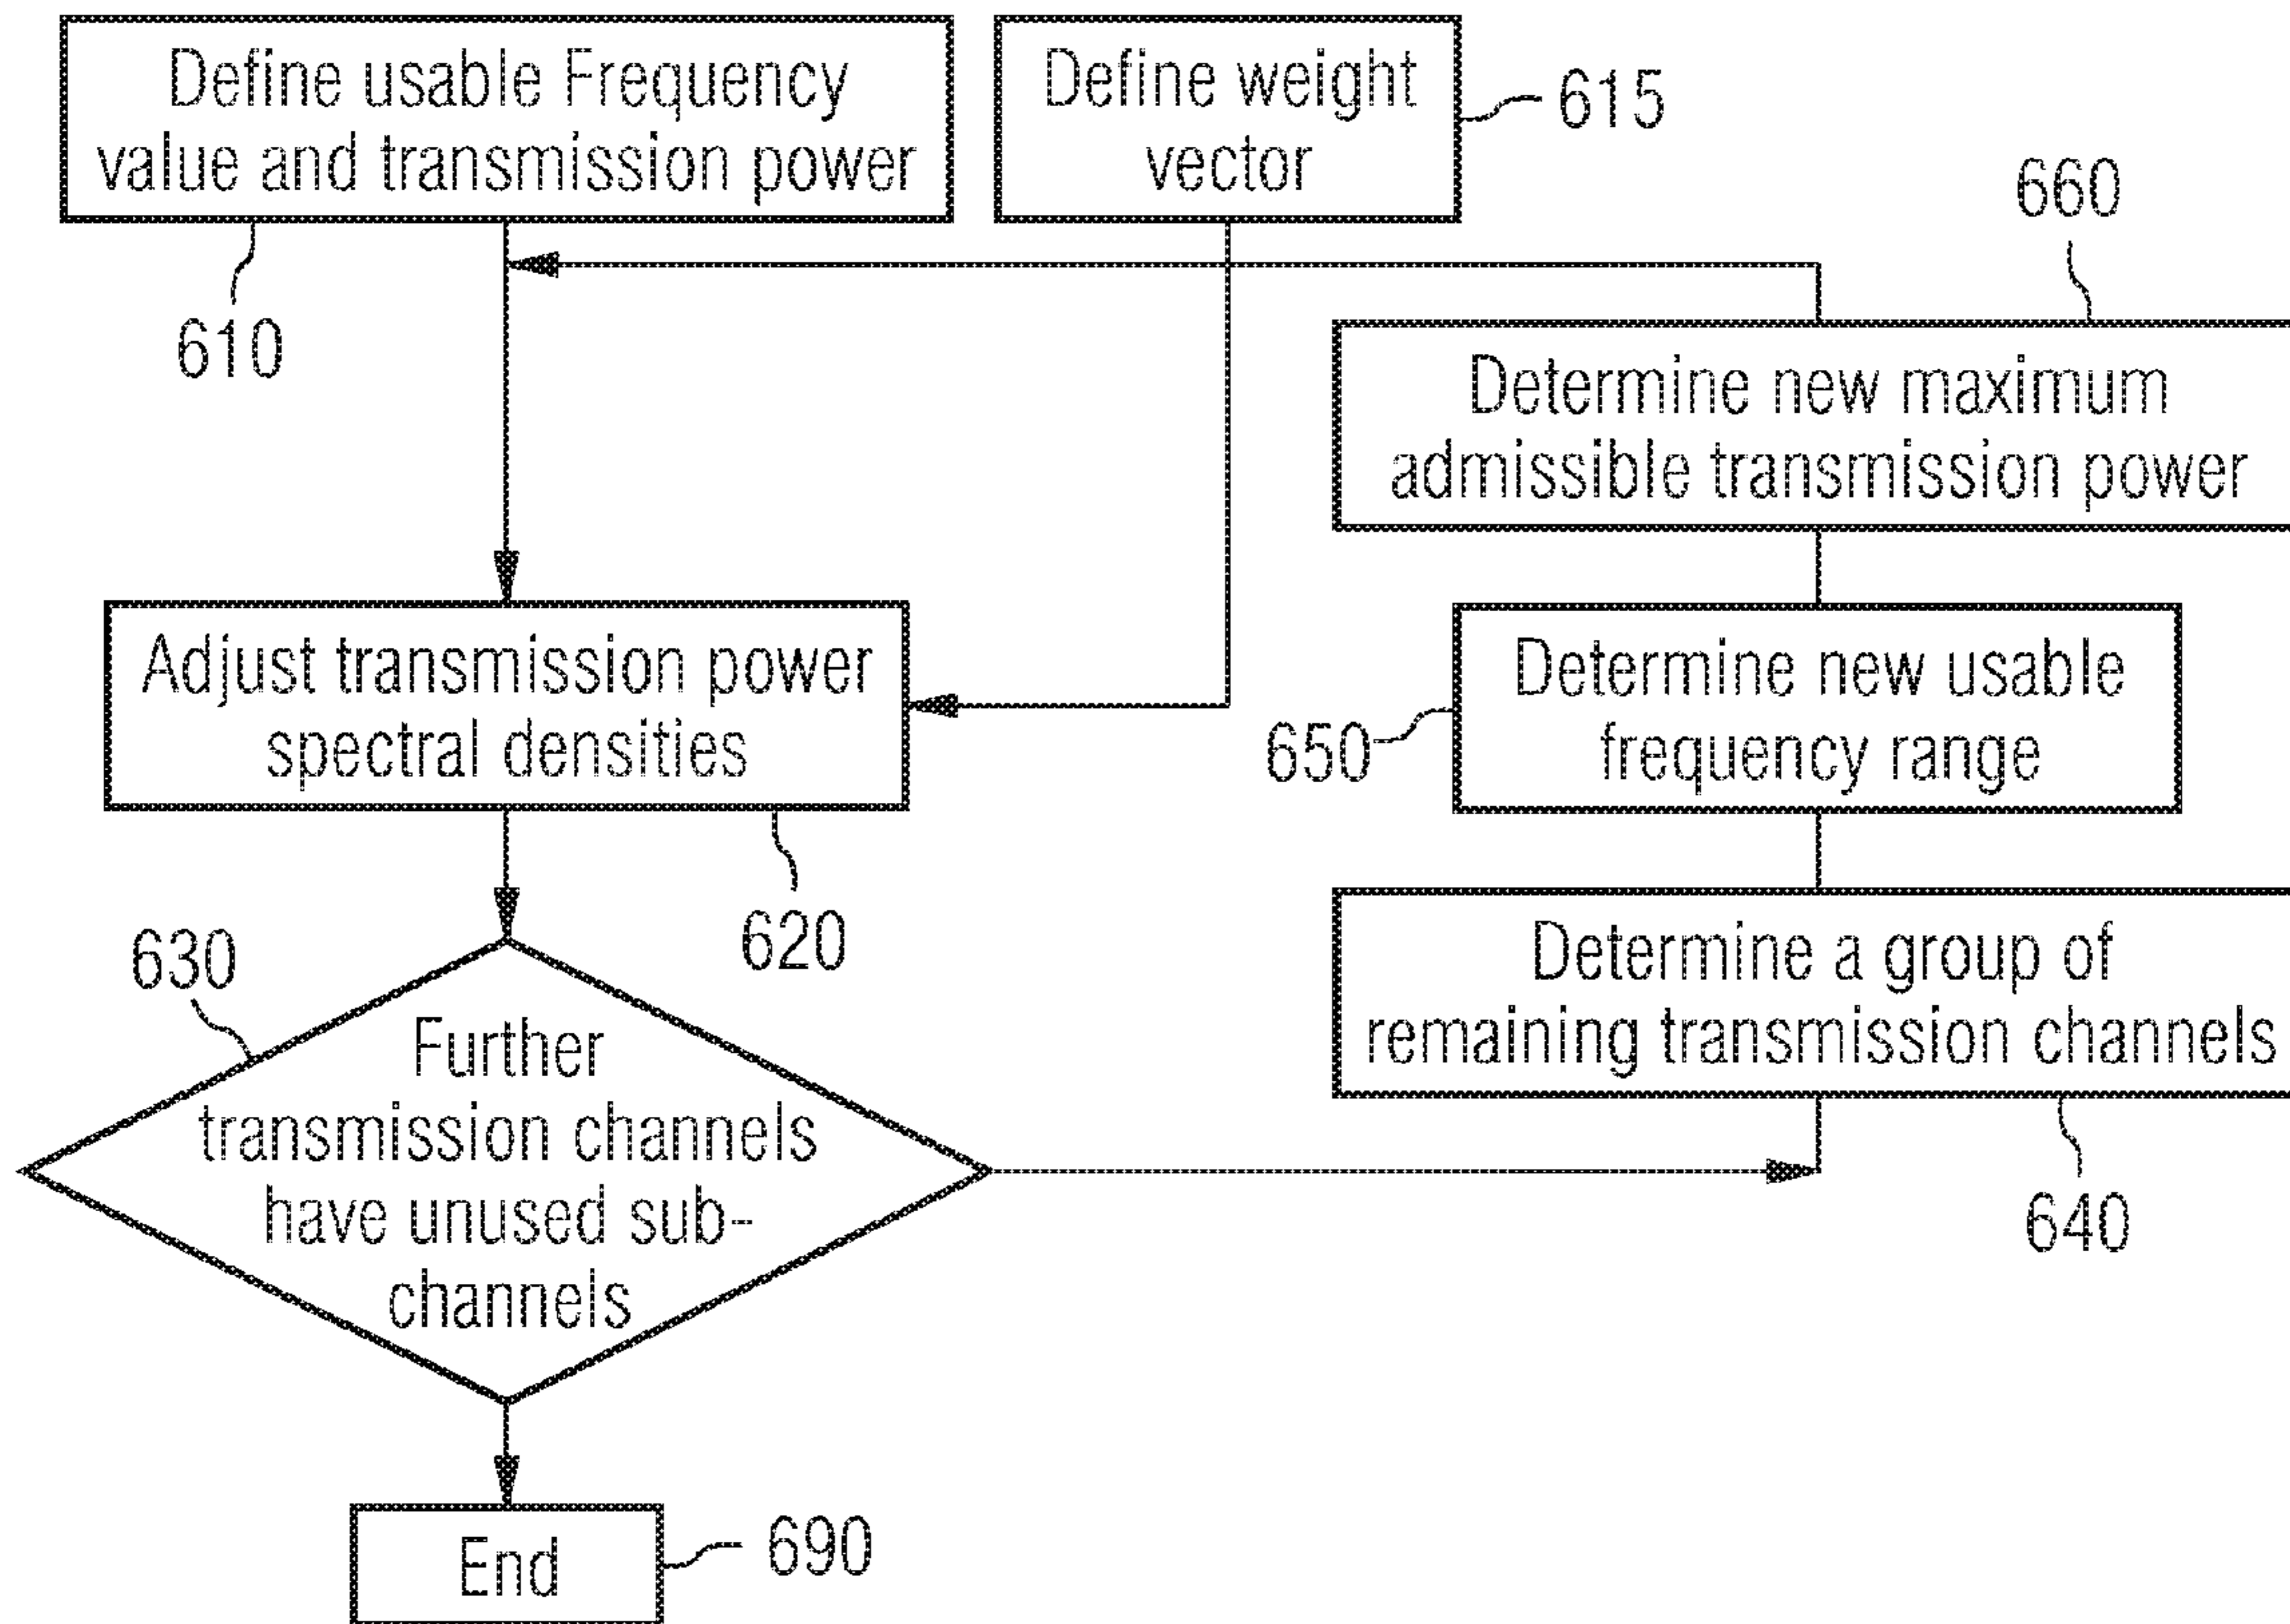 Define usable Frequency
value and transmission power
610
Define weight
vector
615
660
Determine new maximum
admissible transmission power
Adjust transmission power
spectral densities
620
650
Determine new usable
frequency range
630
Further
transmission channels
have unused sub-
channels
Determine a group of
remaining transmission channels
640
End
690